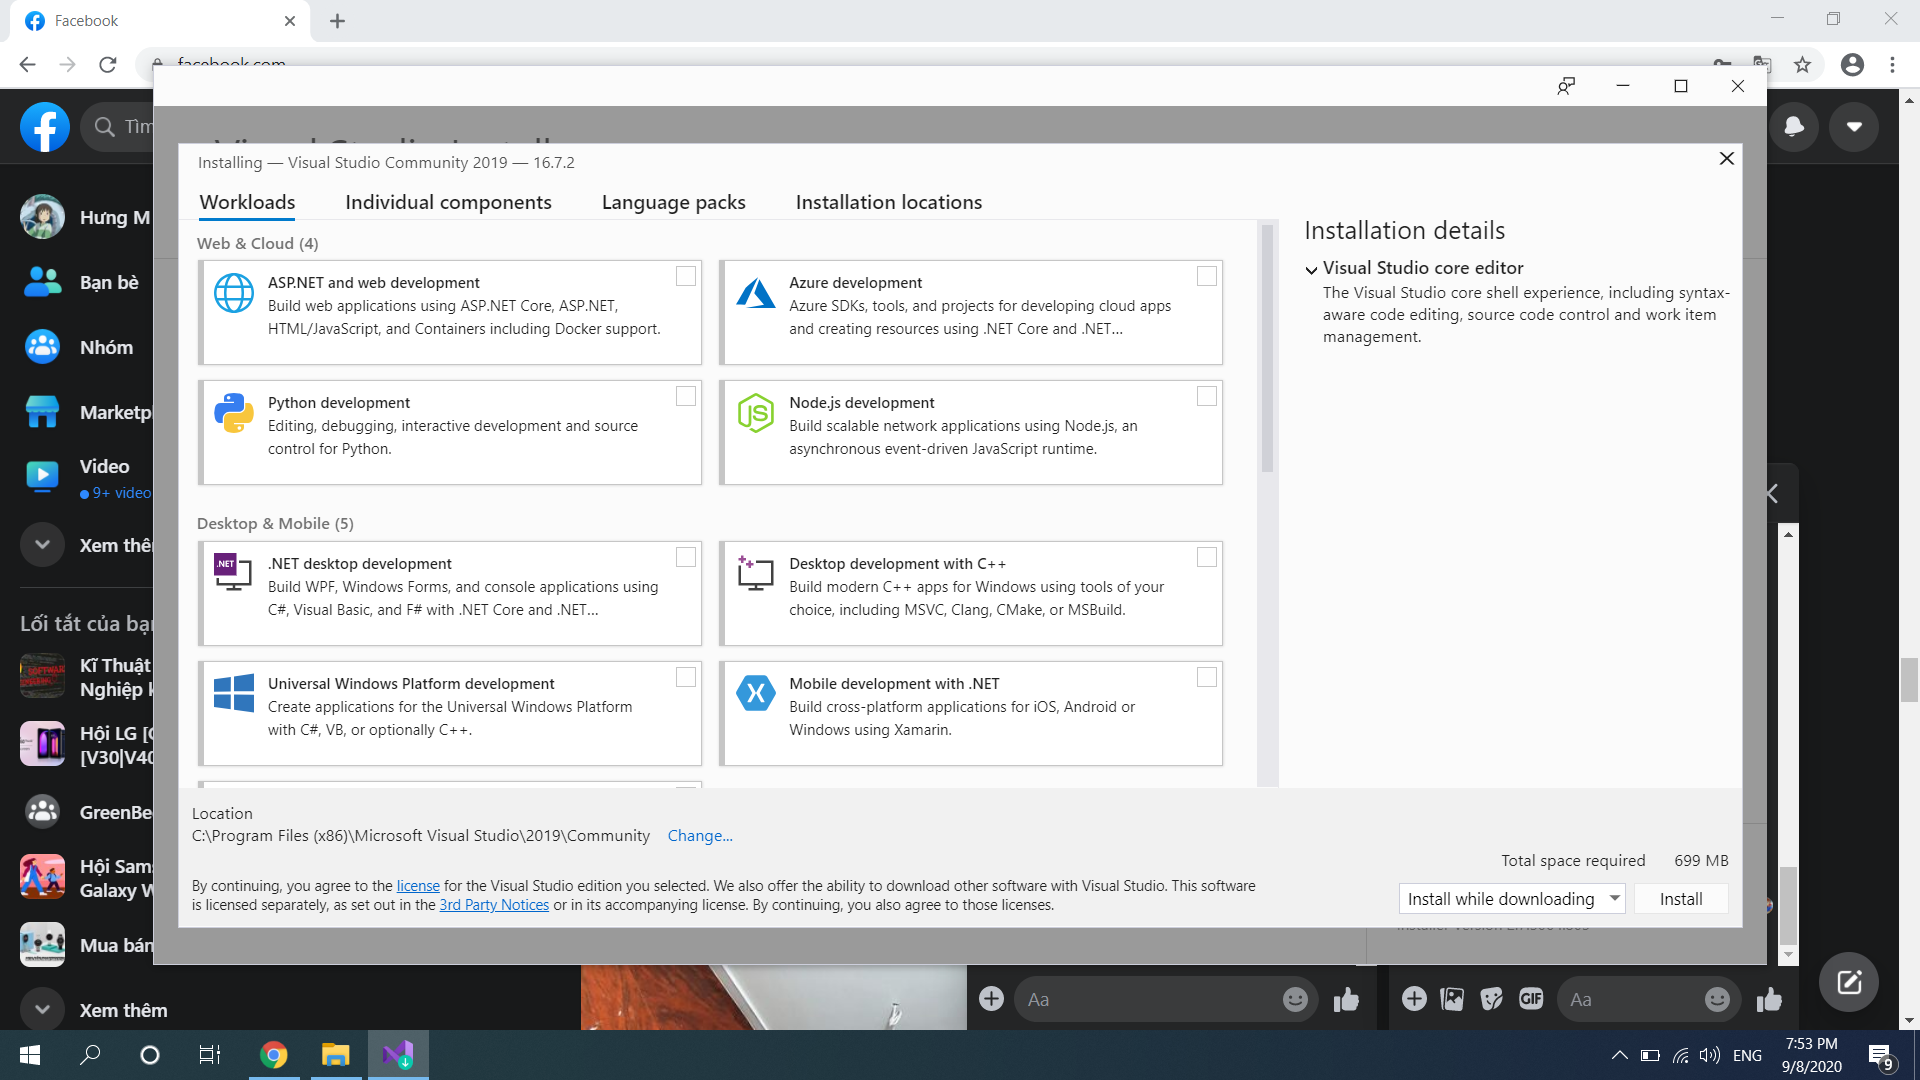 Facebook
facebook.com
Tìm
Installing — Visual Studio Community 2019 — 16.7.2
Workloads
Individual components
Language packs
Installation locations
Web & Cloud (4)
ASP.NET and web development
Build web applications using ASP.NET Core, ASP.NET,
HTML/JavaScript, and Containers including Docker support.
Azure development
Azure SDKs, tools, and projects for developing cloud apps
and creating resources using .NET Core and .NET...
Python development
Editing, debugging, interactive development and source
control for Python.
Node.js development
Build scalable network applications using Node.js, an
asynchronous event-driven JavaScript runtime.
Desktop & Mobile (5)
.NET desktop development
Build WPF, Windows Forms, and console applications using
C#, Visual Basic, and F# with .NET Core and .NET...
Desktop development with C++
Build modern C++ apps for Windows using tools of your
choice, including MSVC, Clang, CMake, or MSBuild.
Universal Windows Platform development
Create applications for the Universal Windows Platform
with C#, VB, or optionally C++.
Mobile development with .NET
Build cross-platform applications for iOS, Android or
Windows using Xamarin.
Installation details
Visual Studio core editor
The Visual Studio core shell experience, including syntax-
aware code editing, source code control and work item
management.
Location
C:\Program Files (x86)\Microsoft Visual Studio\2019\Community Change...
Total space required 699 MB
By continuing, you agree to the license for the Visual Studio edition you selected. We also offer the ability to download other software with Visual Studio. This software
is licensed separately, as set out in the 3rd Party Notices or in its accompanying license. By continuing, you also agree to those licenses.
Install while downloading
Install
Hưng M
Bạn bè
Nhóm
Marketpl
Video
9+ video
Xem thê
Lối tắt của bạn
Kĩ Thuật
Nghiệp k
Hội LG [
[V30|V40
GreenBe
Hội Sams
Galaxy W
Mua bán
Xem thêm
Aa
GIF
Aa
ENG
7:53 PM
9/8/2020
9